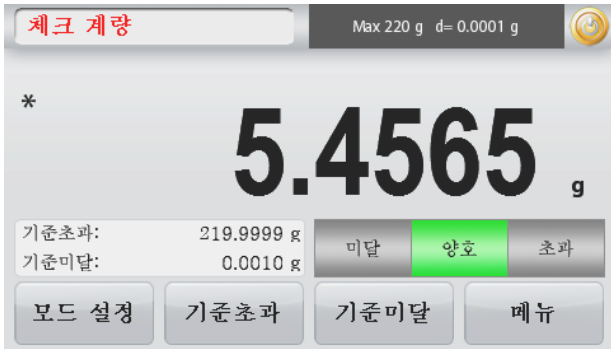 체크 계량 Max 220 g d= 0.0001 g
*
5.4565 g
기준초과: 219.9999 g
기준미달: 0.0010 g
미달 양호 초과
모드 설정 기준초과 기준미달 메뉴